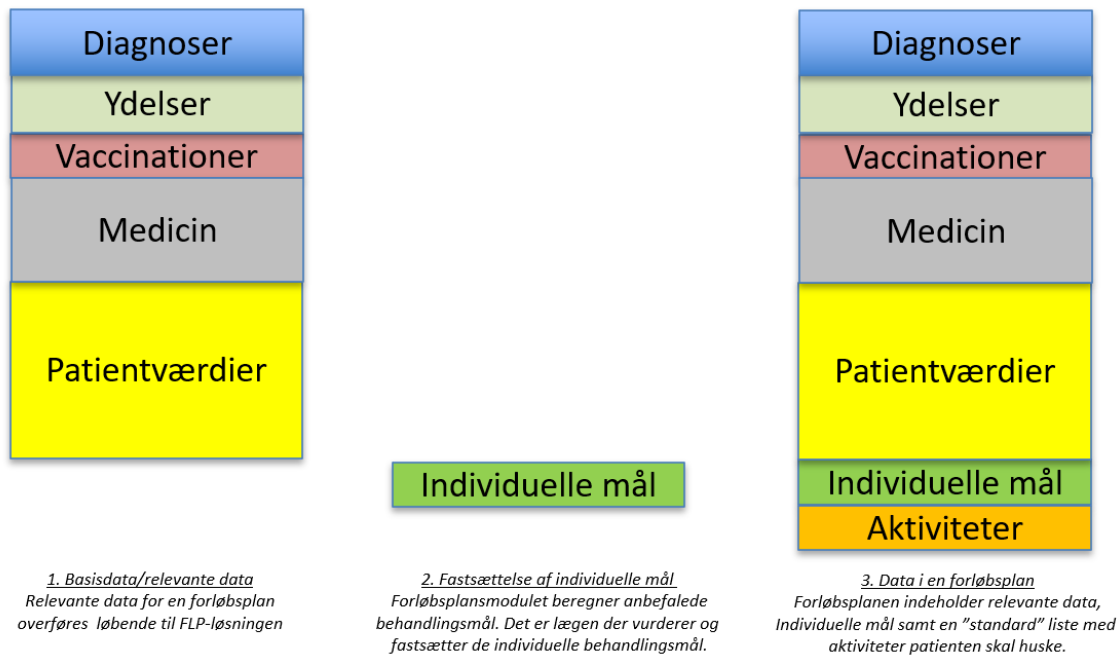 Diagnoser
Ydelser
Vaccinationer
Medicin
Patientværdier
1. Basisdata/relevante data
Relevante data for en forløbsplan
overføres løbende til FLP-løsningen
Individuelle mål
2. Fastsættelse af individuelle mål
Forløbsplansmodulet beregner anbefalede
behandlingsmål. Det er lægen der vurderer og
fastsætter de individuelle behandlingsmål.
Diagnoser
Ydelser
Vaccinationer
Medicin
Patientværdier
Individuelle mål
Aktiviteter
3. Data i en forløbsplan
Forløbsplanen indeholder relevante data,
Individuelle mål samt en ”standard” liste med
aktiviteter patienten skal huske.